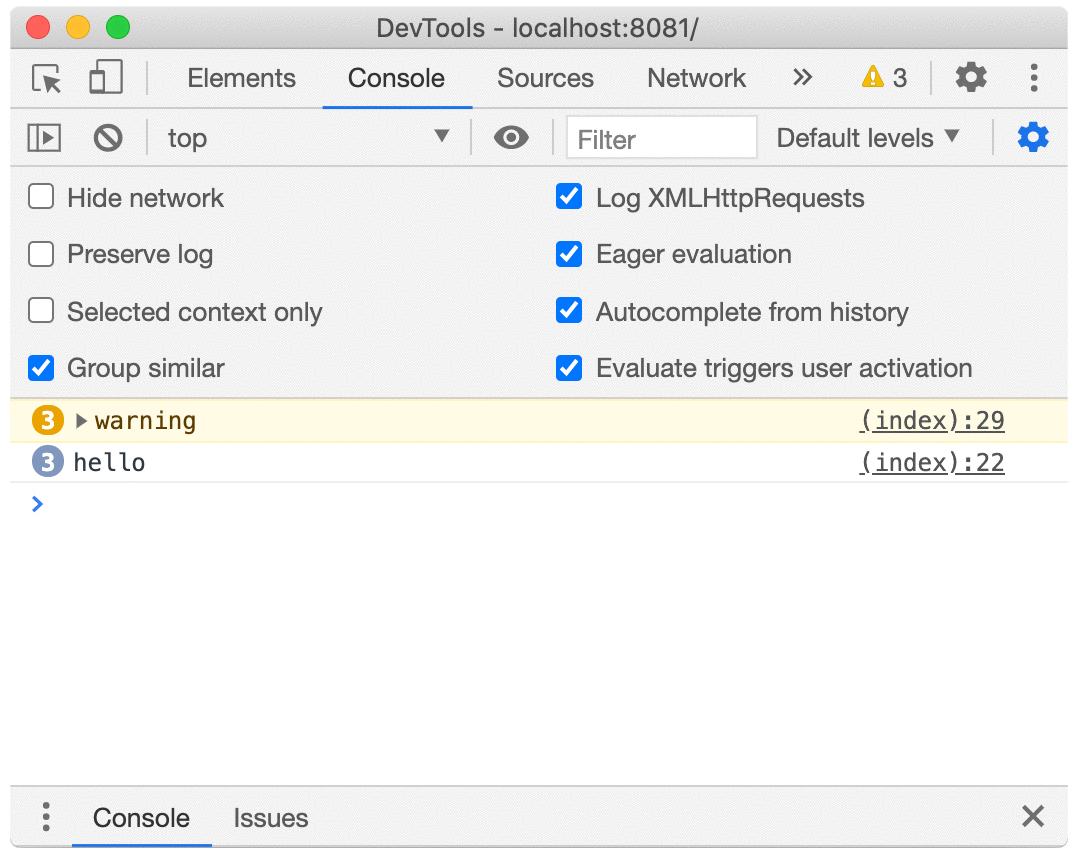 DevTools - localhost:8081/
Elements Console Sources Network » 3
top Filter Default levels
Hide network Log XMLHttpRequests
Preserve log Eager evaluation
Selected context only Autocomplete from history
Group similar Evaluate triggers user activation
3 warning (index):29
3 hello (index):22
Console Issues